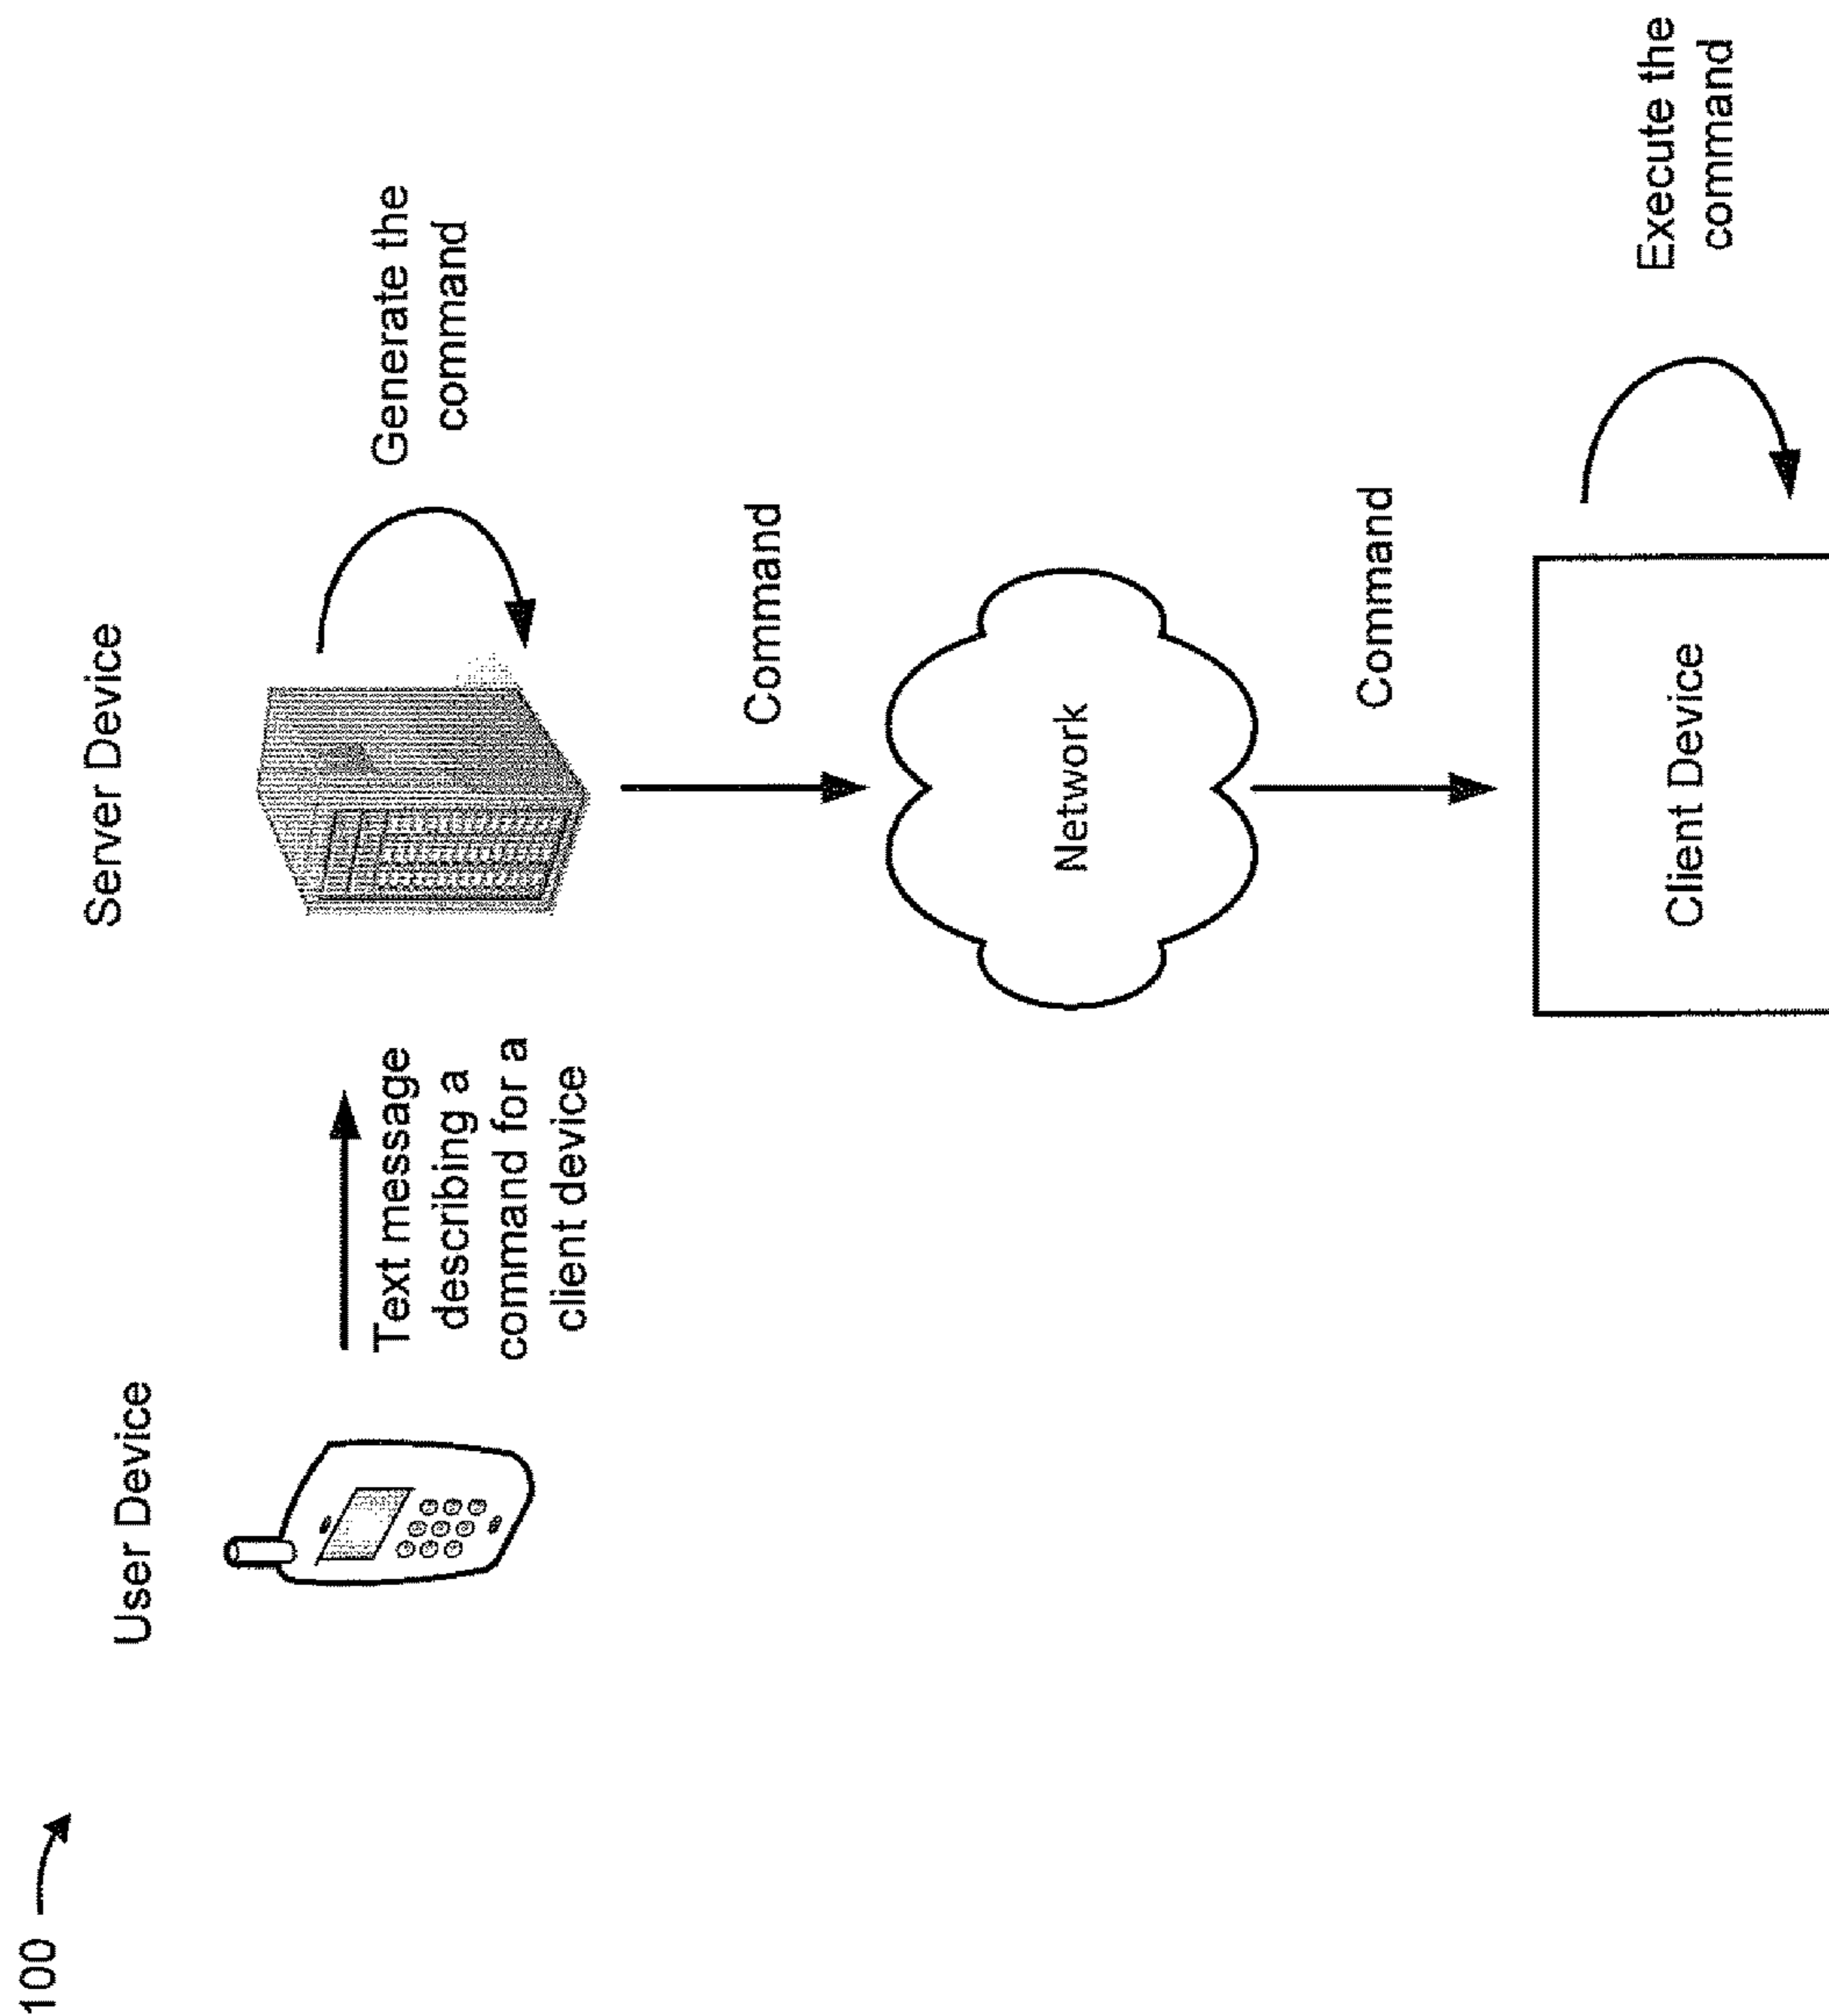 100
User Device
Server Device
Text message
describing a
command for a
client device
Generate the
command
Command
Network
Command
Client Device
Execute the
command